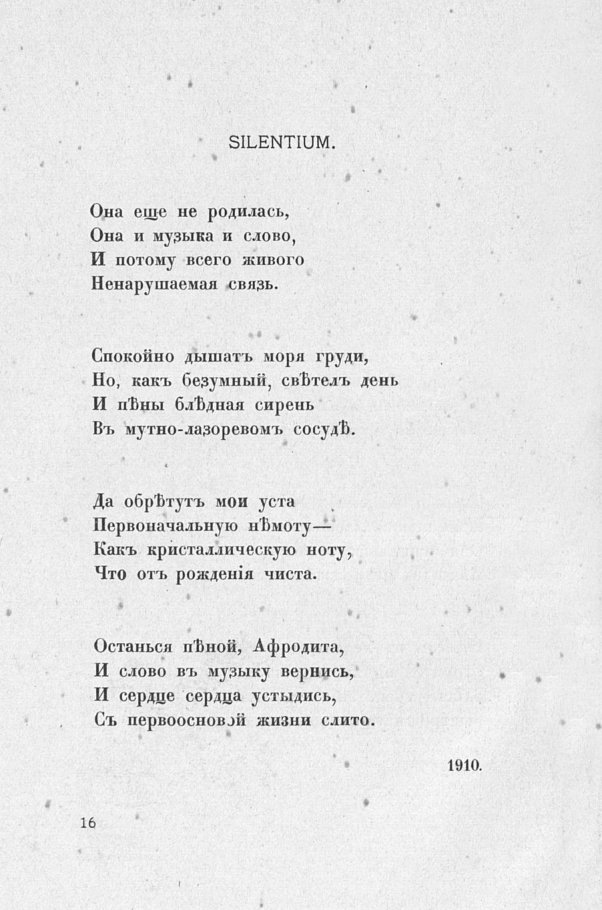 SILENTIUM.
Она еще не родилась,
Она и музыка и слово,
И потому всего живого
Ненарушаемая связь.
Спокойно дышатъ моря груди,
Но, какъ безумный, свѣтелъ день
И пѣны блѣдная сирень
Въ мутно-лазоревомъ сосудѣ.
Да обрѣтутъ мои уста
Первоначальную нѣмоту—
Какъ кристаллическую ноту,
Что отъ рожденія чиста.
Останься пѣной, Афродита,
И слово въ музыку вернись,
И сердце сердца устыдись,
Съ первоосновой жизни слито.
1910.
16